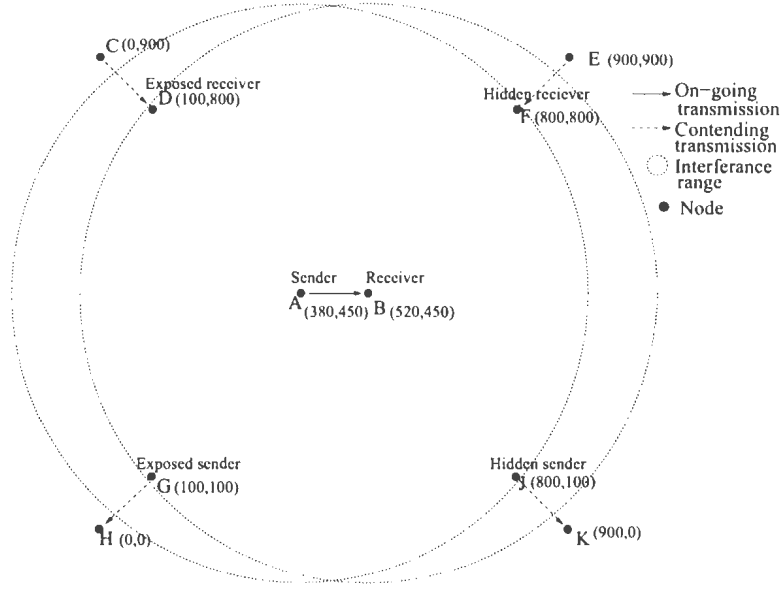 C (0,900)
Exposed receiver
D (100,800)
E (900,900)
Hidden reciever
F (800,800)
On-going
transmission
Contending
transmission
Interferance
range
Node
Sender
Receiver
A (380,450)
B (520,450)
Exposed sender
G (100,100)
Hidden sender
J (800,100)
H (0,0)
K (900,0)